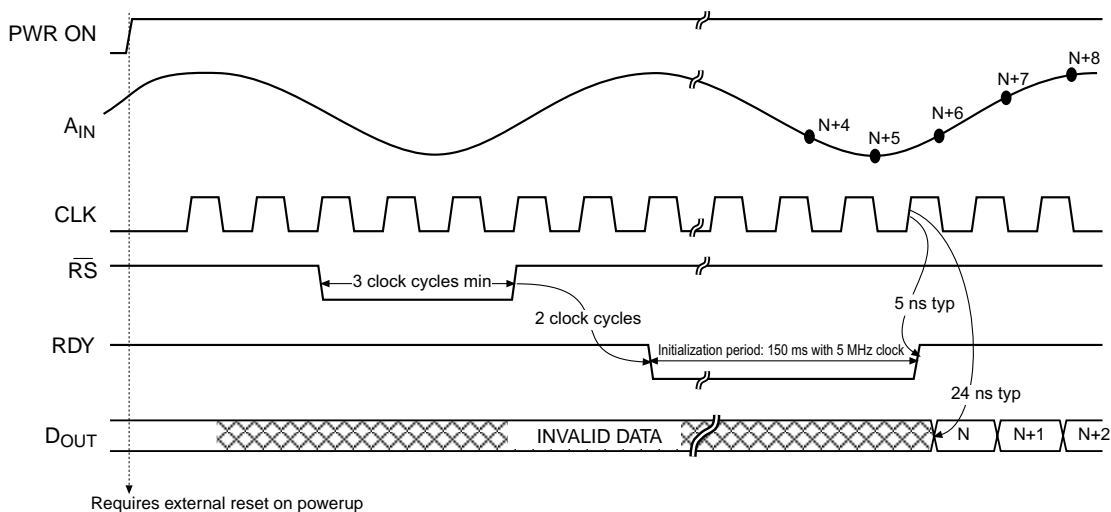 PWR ON
N+8
N+7
N+6
N+4
N+5
AIN
CLK
RS
3 clock cycles min
5 ns typ
2 clock cycles
RDY
Initialization period: 150 ms with 5 MHz clock
24 ns typ
DOUT
INVALID DATA
N
N+1
N+2
Requires external reset on powerup